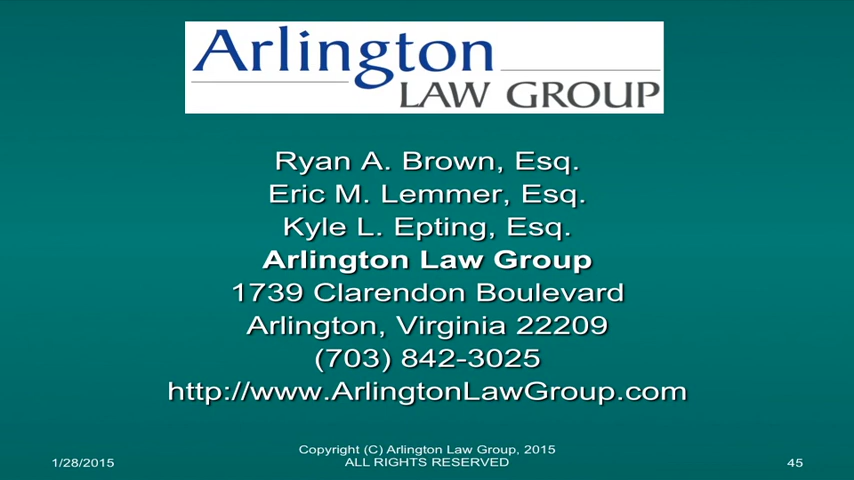 Arlington
LAW GROUP
Ryan A. Brown, Esq.
Eric M. Lemmer, Esq.
Kyle L. Epting, Esq.
Arlington Law Group
1739 Clarendon Boulevard
Arlington, Virginia 22209
(703) 842-3025
http://www.ArlingtonLawGroup.com
Copyright (C) Arlington Law Group, 2015
1/28/2015 ALL RIGHTS RESERVED 45